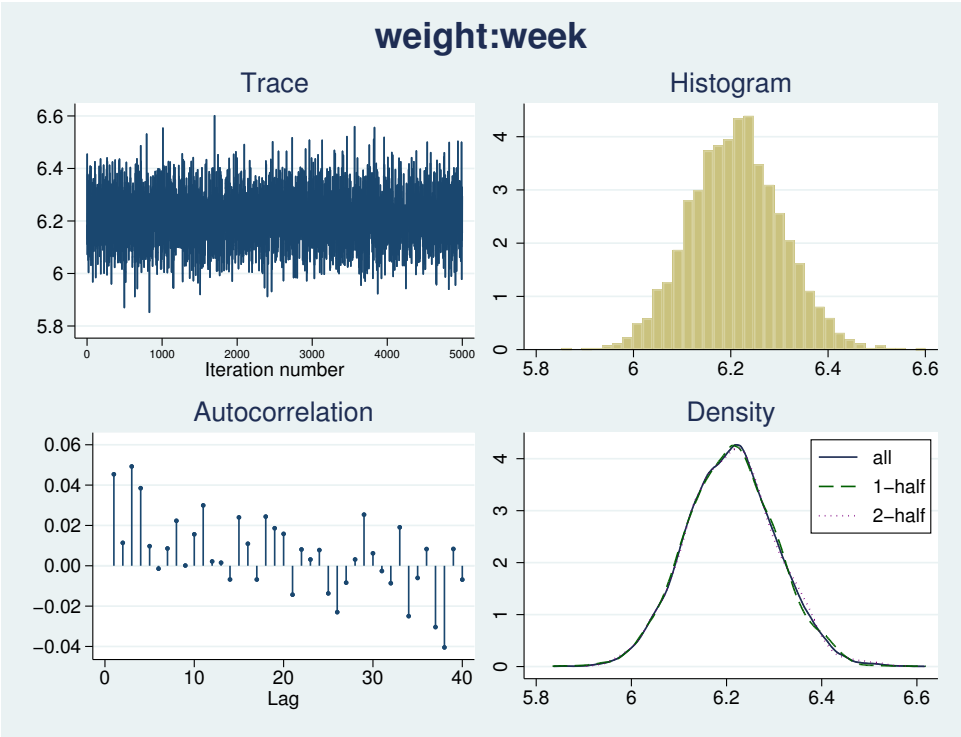 weight:week
Trace
6.6
6.4
6.2
6
5.8
0 1000 2000 3000 4000 5000
Iteration number
Histogram
4
3
2
1
0
5.8 6 6.2 6.4 6.6
Autocorrelation
0.06
0.04
0.02
0.00
−0.02
−0.04
0 10 20 30 40
Lag
Density
4
3
2
1
0
5.8 6 6.2 6.4 6.6
all
1−half
2−half